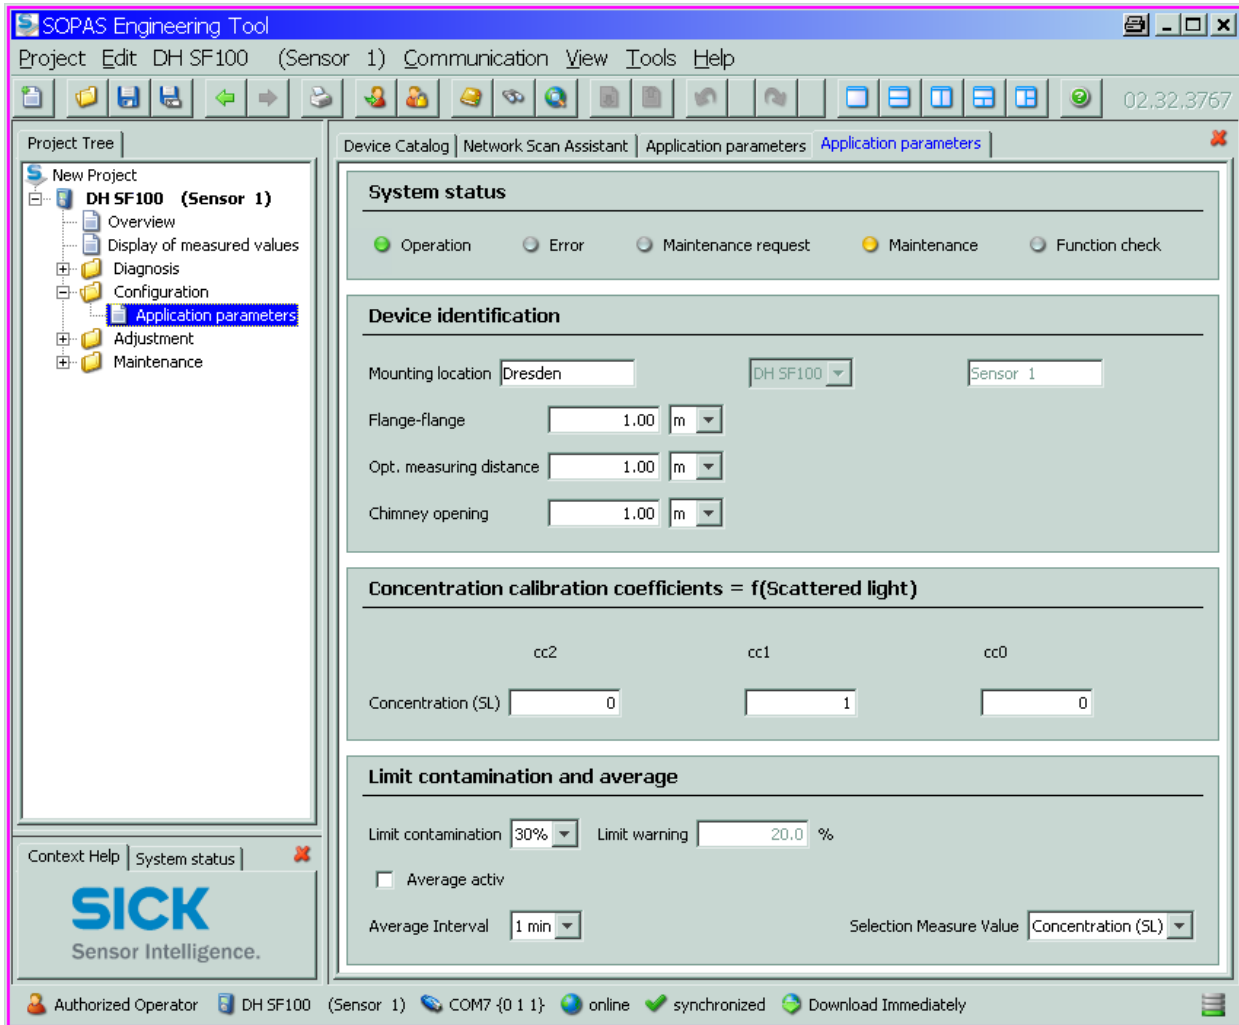 SOPAS Engineering Tool
Project Edit DH SF100 (Sensor 1) Communication View Tools Help
02.32.3767
Project Tree
Device Catalog Network Scan Assistant Application parameters Application parameters
New Project
DH SF100 (Sensor 1)
Overview
Display of measured values
Diagnosis
Configuration
Application parameters
Adjustment
Maintenance
System status
Operation Error Maintenance request Maintenance Function check
Device identification
Mounting location Dresden DH SF100 Sensor 1
Flange-flange 1.00 m
Opt. measuring distance 1.00 m
Chimney opening 1.00 m
Concentration calibration coefficients = f(Scattered light)
cc2 cc1 cc0
Concentration (SL) 0 1 0
Limit contamination and average
Limit contamination 30% Limit warning 20.0 %
Average activ
Average Interval 1 min Selection Measure Value Concentration (SL)
Context Help System status
SICK
Sensor Intelligence.
Authorized Operator DH SF100 (Sensor 1) COM7 {0 1 1} online synchronized Download Immediately